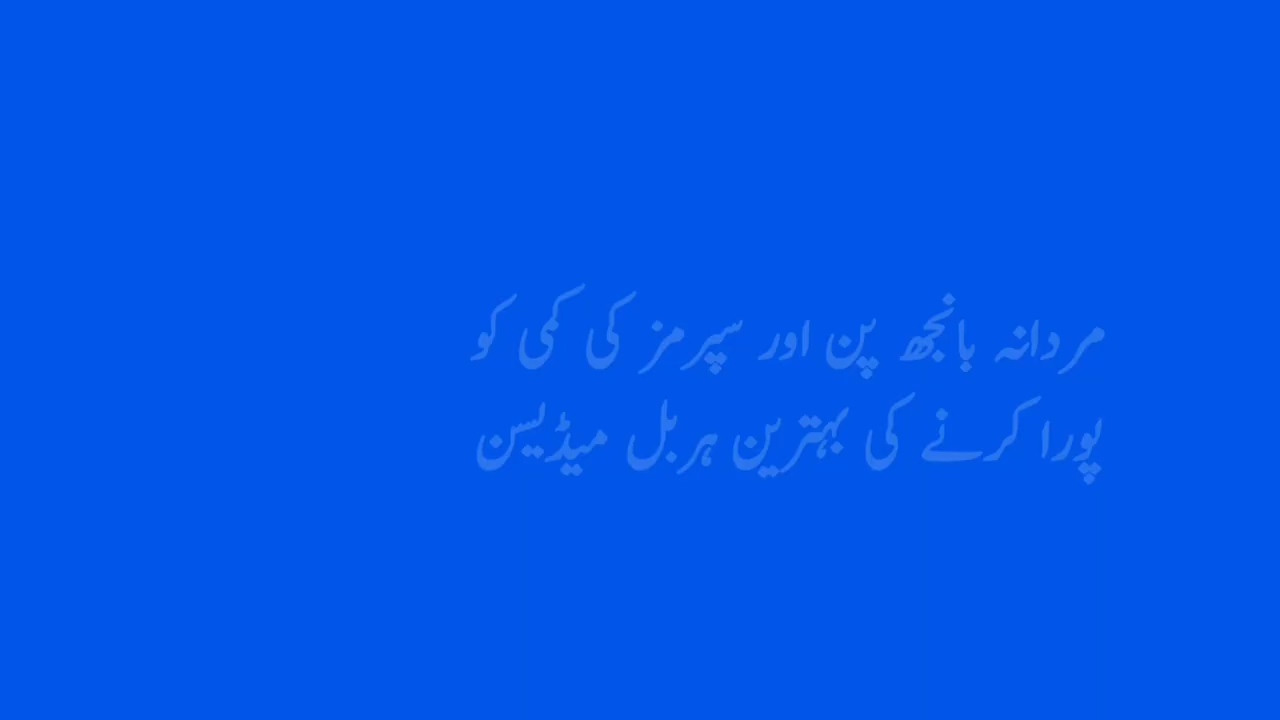 مردانہ بانجھ پن اور سپرمز کی کمی کو
پورا کرنے کی بہترین ہربل میڈیسن